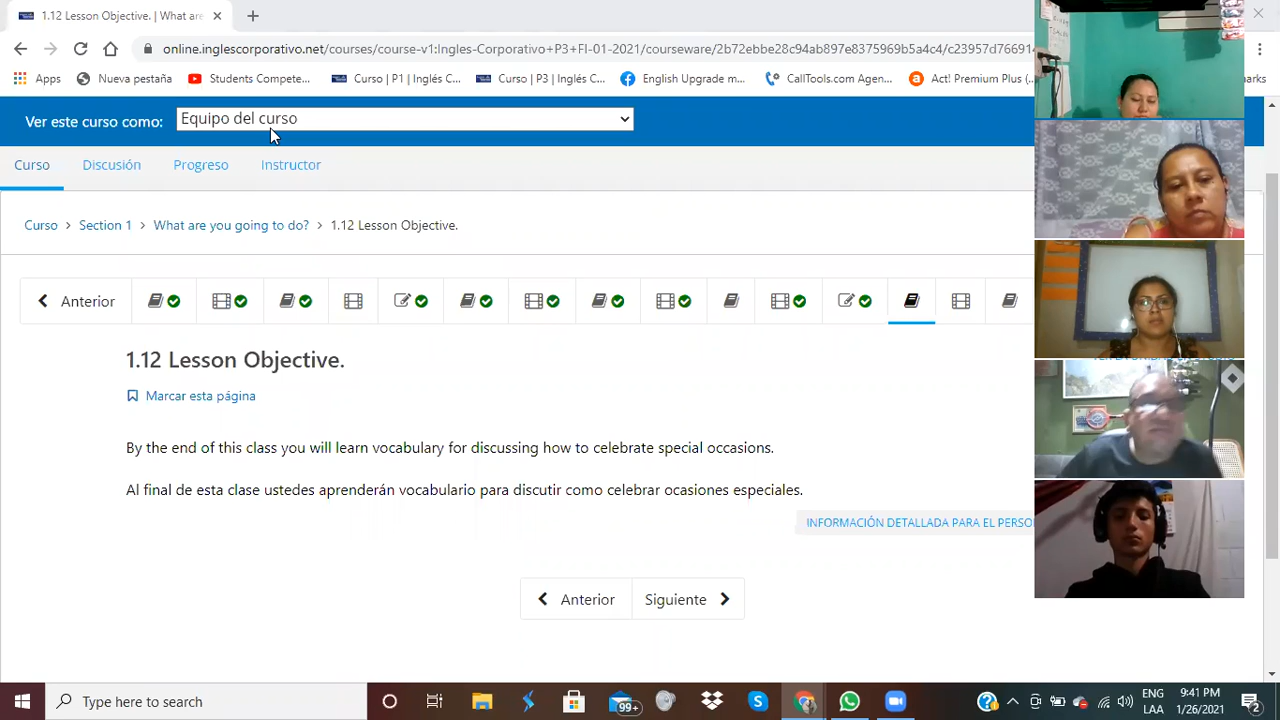 1.12 Lesson Objective. | What are
online.inglescorporativo.net/courses/course-v1:Ingles-Corporativo+P3+FI-01-2021/courseware/2b72ebbe28c94ab897e8375969b5a4c4/c23957d76691
Apps
Nueva pestaña
Students Compete...
Curso | P1 | Inglés C...
Curso | P3 | Inglés C...
English Upgrade m...
CallTools.com Agen...
Act! Premium Plus (...
Ver este curso como:
Equipo del curso
Curso
Discusión
Progreso
Instructor
Curso > Section 1 > What are you going to do? > 1.12 Lesson Objective.
Anterior
1.12 Lesson Objective.
Marcar esta página
By the end of this class you will learn vocabulary for discussing how to celebrate special occasions.
Al final de esta clase ustedes aprenderán vocabulario para discutir como celebrar ocasiones especiales.
INFORMACIÓN DETALLADA PARA EL PERSO
Anterior
Siguiente
Type here to search
99+
ENG
LAA
9:41 PM
1/26/2021
2